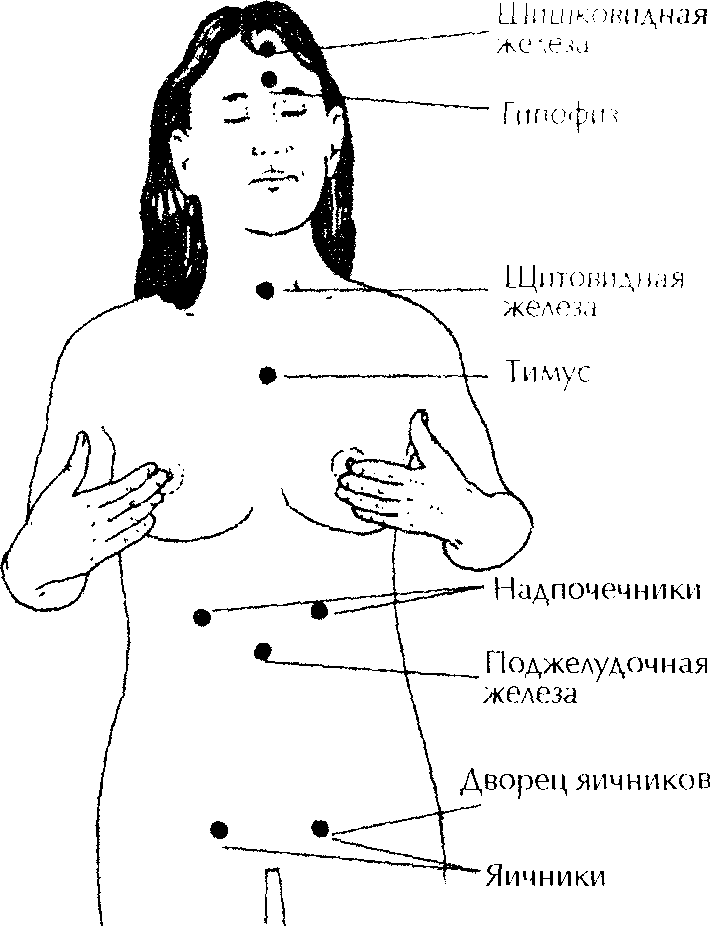 Шишковидная
железа
Гипофиз
Щитовидная
железа
Тимус
Надпочечники
Поджелудочная
железа
Дворец яичников
Яичники